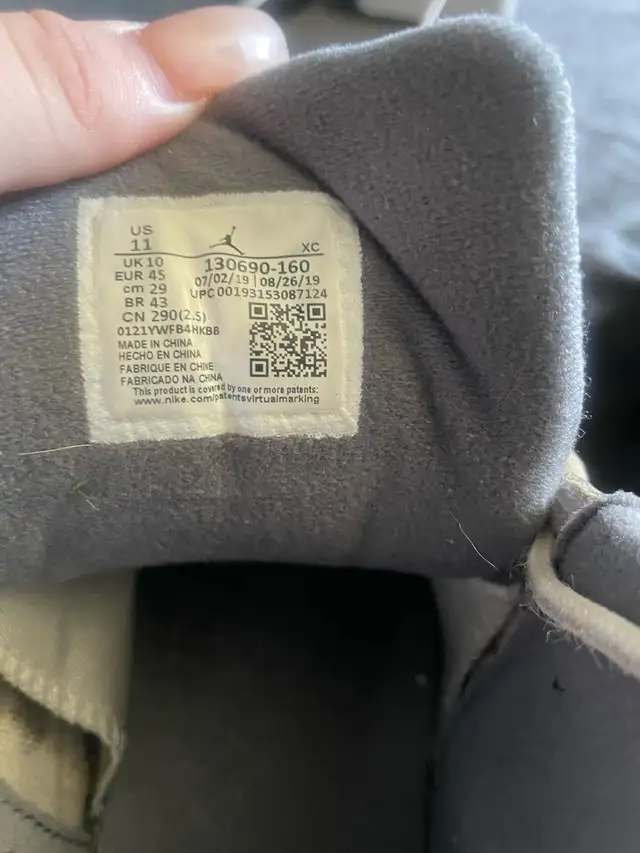 US
11
XC
UK 10
130690-160
EUR 45
07/02/19 | 08/26/19
cm 29
UPC 00193153087124
BR 43
CN 290(2.5)
0121YWFB4HKBB
MADE IN CHINA
HECHO EN CHINA
FABRIQUE EN CHINE
FABRICADO NA CHINA
This product is covered by one or more patents:
www.nike.com/patentsvirtualmarking